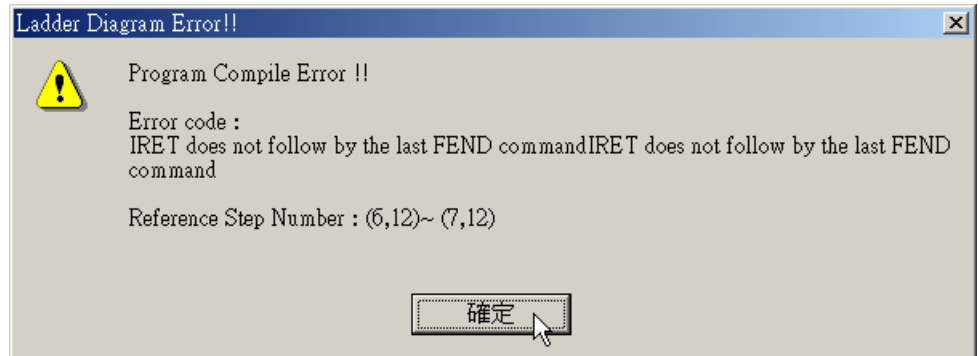 Ladder Diagram Error!!
Program Compile Error !!
Error code :
IRET does not follow by the last FEND commandIRET does not follow by the last FEND
command
Reference Step Number : (6,12)~ (7,12)
確定